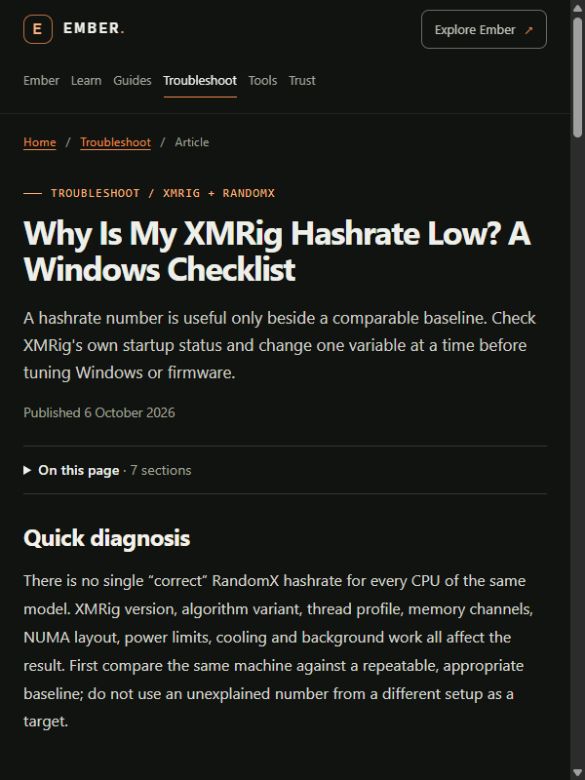 E EMBER.
Explore Ember ↗
Ember Learn Guides Troubleshoot Tools Trust
Home / Troubleshoot / Article
TROUBLESHOOT / XMRIG + RANDOMX
Why Is My XMRig Hashrate Low? A
Windows Checklist
A hashrate number is useful only beside a comparable baseline. Check
XMRig's own startup status and change one variable at a time before
tuning Windows or firmware.
Published 6 October 2026
On this page · 7 sections
Quick diagnosis
There is no single “correct” RandomX hashrate for every CPU of the same
model. XMRig version, algorithm variant, thread profile, memory channels,
NUMA layout, power limits, cooling and background work all affect the
result. First compare the same machine against a repeatable, appropriate
baseline; do not use an unexplained number from a different setup as a
target.